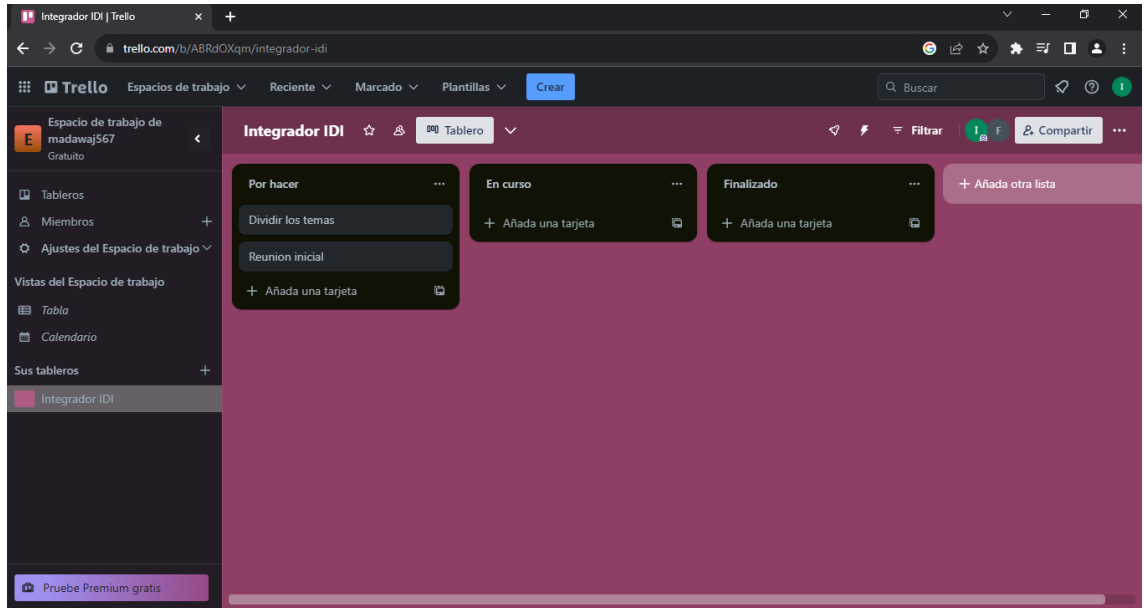 Integrador IDI | Trello
trello.com/b/ABRdOXqm/integrador-idi
Trello
Espacios de trabajo
Reciente
Marcado
Plantillas
Crear
Buscar
I
E
Espacio de trabajo de
madawaj567
Gratuito
Integrador IDI
Tablero
Filtrar
I
F
Compartir
Tableros
Miembros
Ajustes del Espacio de trabajo
Vistas del Espacio de trabajo
Tabla
Calendario
Sus tableros
Integrador IDI
Pruebe Premium gratis
Por hacer
Dividir los temas
Reunion inicial
Añada una tarjeta
En curso
Añada una tarjeta
Finalizado
Añada una tarjeta
Añada otra lista